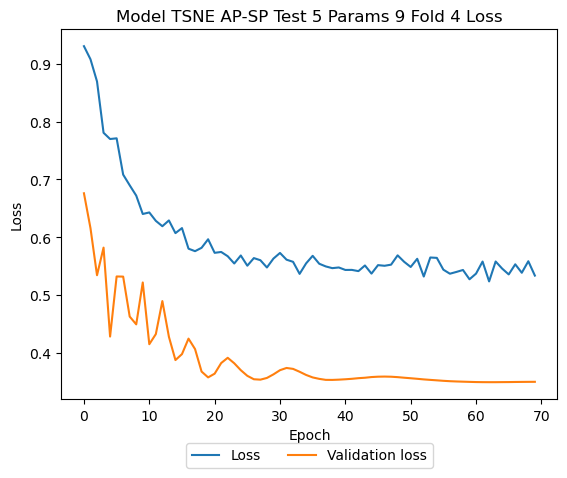 Model TSNE AP-SP Test 5 Params 9 Fold 4 Loss
0.9
0.8
0.7
0.6
0.5
0.4
Loss
0 10 20 30 40 50 60 70
Epoch
Loss Validation loss